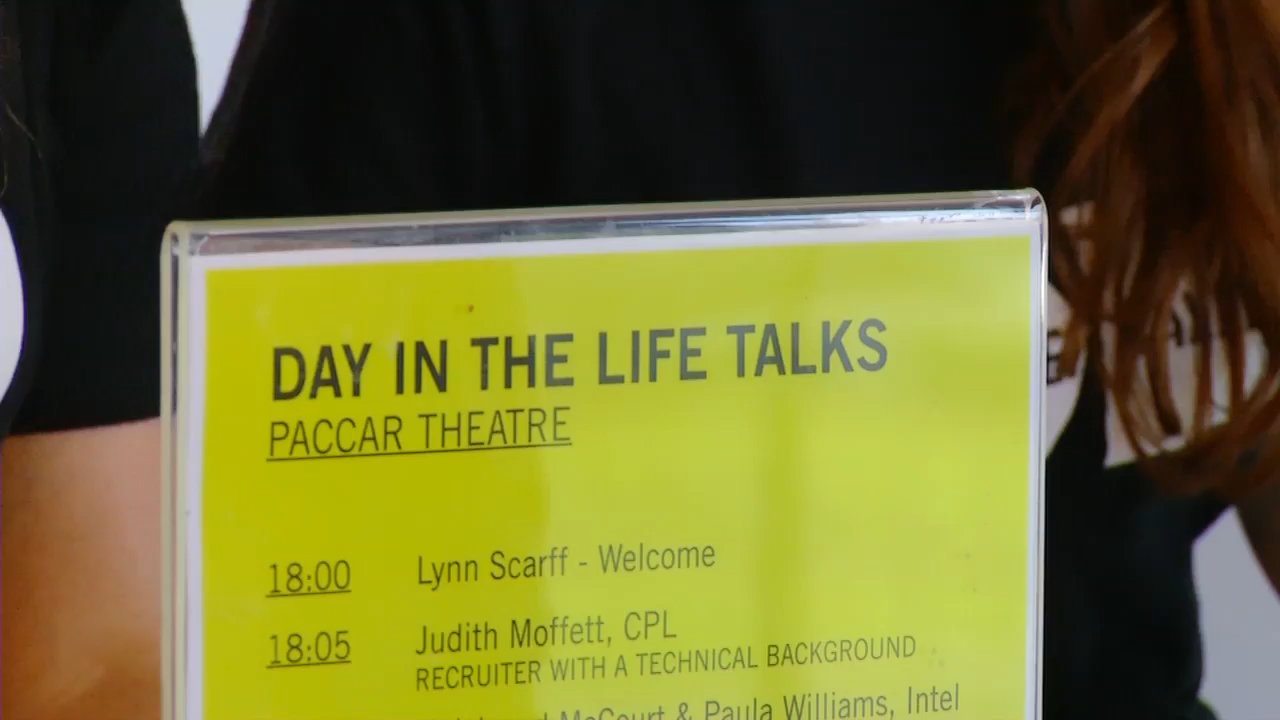 DAY IN THE LIFE TALKS
PACCAR THEATRE
18:00 Lynn Scarff - Welcome
18:05 Judith Moffett, CPL
RECRUITER WITH A TECHNICAL BACKGROUND
McCourt & Paula Williams, Intel